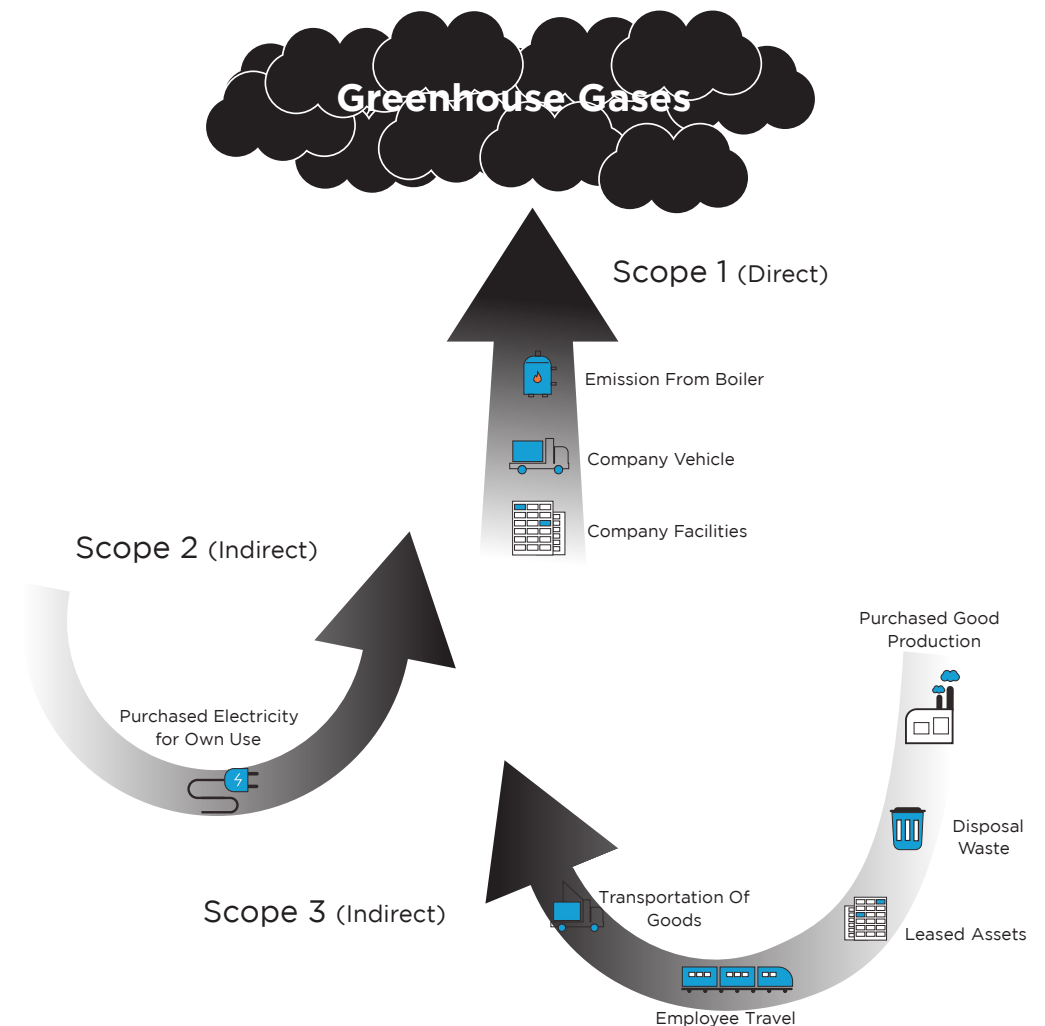 Greenhouse Gases
Scope 1 (Direct)
Emission From Boiler
Company Vehicle
Company Facilities
Scope 2 (Indirect)
Purchased Electricity
for Own Use
Purchased Good
Production
Disposal
Waste
Leased Assets
Employee Travel
Transportation Of
Goods
Scope 3 (Indirect)